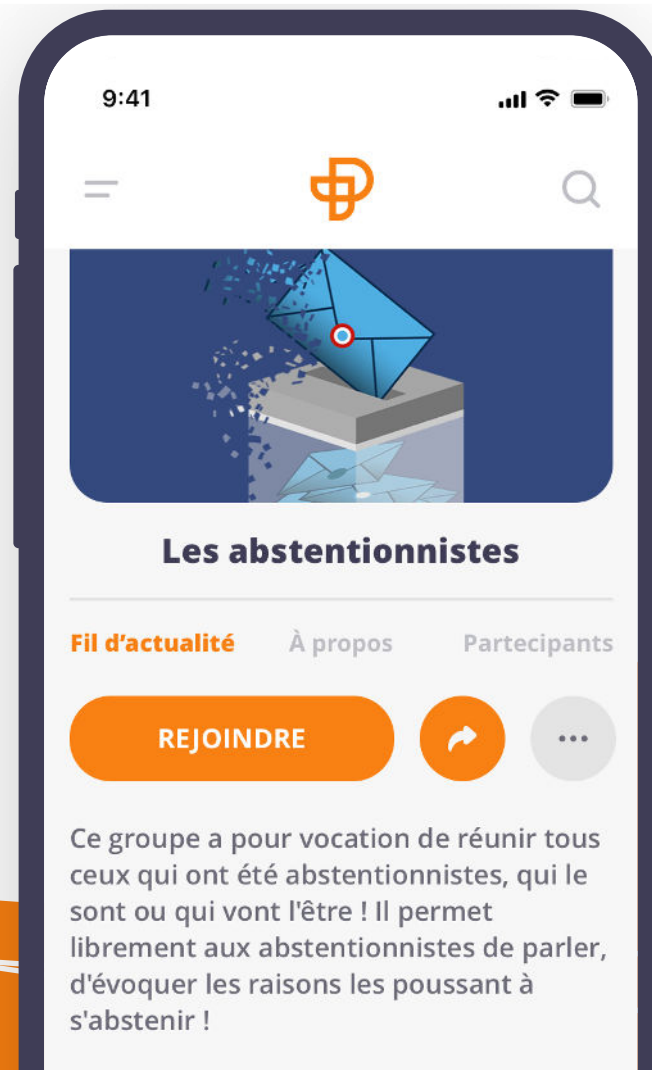 9:41
Les abstentionnistes
Fil d’actualité À propos Partecipants
REJOINDRE
Ce groupe a pour vocation de réunir tous
ceux qui ont été abstentionnistes, qui le
sont ou qui vont l'être ! Il permet
librement aux abstentionnistes de parler,
d'évoquer les raisons les poussant à
s'abstenir !